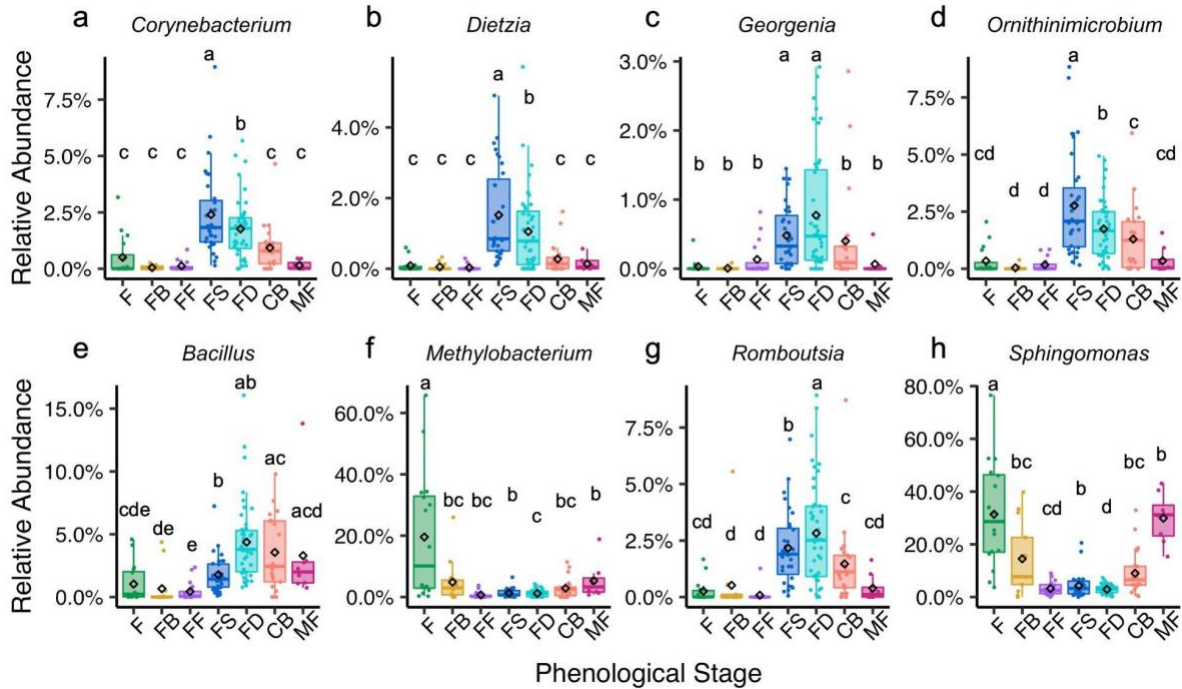 a Corynebacterium b Dietzia c Georgenia d Ornithinimicrobium
Relative Abundance
7.5%
5.0%
2.5%
0.0%
c c c a b c c
F FB FF FS FD CB MF
4.0%
2.0%
0.0%
c c c a b c c
F FB FF FS FD CB MF
3.0%
2.0%
1.0%
0.0%
b b b a a b b
F FB FF FS FD CB MF
7.5%
5.0%
2.5%
0.0%
cd d d a b c cd
F FB FF FS FD CB MF
e Bacillus f Methylobacterium g Romboutsia h Sphingomonas
Relative Abundance
15.0%
10.0%
5.0%
0.0%
cde de e b ab ac acd
F FB FF FS FD CB MF
60.0%
40.0%
20.0%
0.0%
a bc bc b c bc b
F FB FF FS FD CB MF
7.5%
5.0%
2.5%
0.0%
cd d d b a c cd
F FB FF FS FD CB MF
80.0%
60.0%
40.0%
20.0%
0.0%
a bc cd b d bc b
F FB FF FS FD CB MF
Phenological Stage